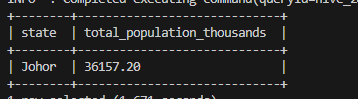 INFO : Completed executing command(queryId=hive_2
+--------+-----------------------------+
| state | total_population_thousands |
+--------+-----------------------------+
| Johor | 36157.20 |
+--------+-----------------------------+
1 row selected (1.671 seconds)